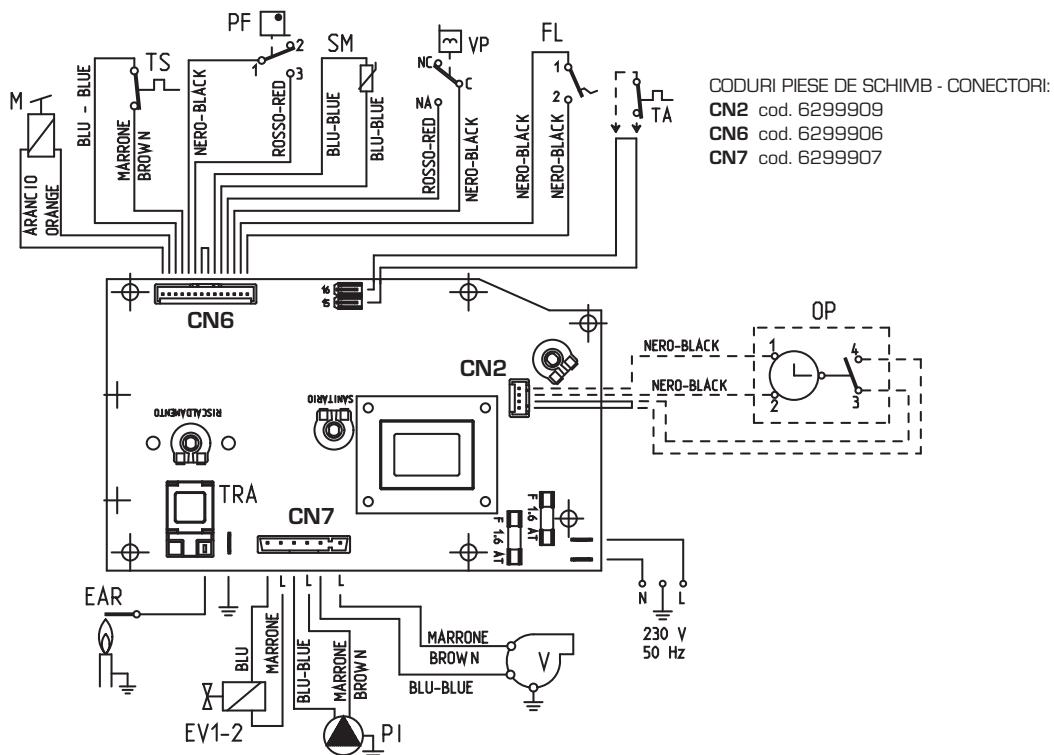 PF
2
1
3
TS
M
BLU - BLUE
MARRONE
BROWN
ARANCIO
ORANGE
NERO-BLACK
ROSSO-RED
SM
BLU-BLUE
BLU-BLUE
VP
NC
C
NA
ROSSO-RED
NERO-BLACK
FL
1
2
NERO-BLACK
NERO-BLACK
TA
CODURI PIESE DE SCHIMB - CONECTORI:
CN2 cod. 6299909
CN6 cod. 6299906
CN7 cod. 6299907
CN6
16
15
CN2
OP
NERO-BLACK
NERO-BLACK
1
2
4
3
RISCALDAMENTO
SANITARIO
TRA
CN7
F 1.6 AT
F 1.6 AT
EAR
L
L
L
N
L
230 V
50 Hz
BLU
MARRONE
BLU-BLUE
MARRONE
BROWN
MARRONE
BROWN
BLU-BLUE
V
EV1-2
PI